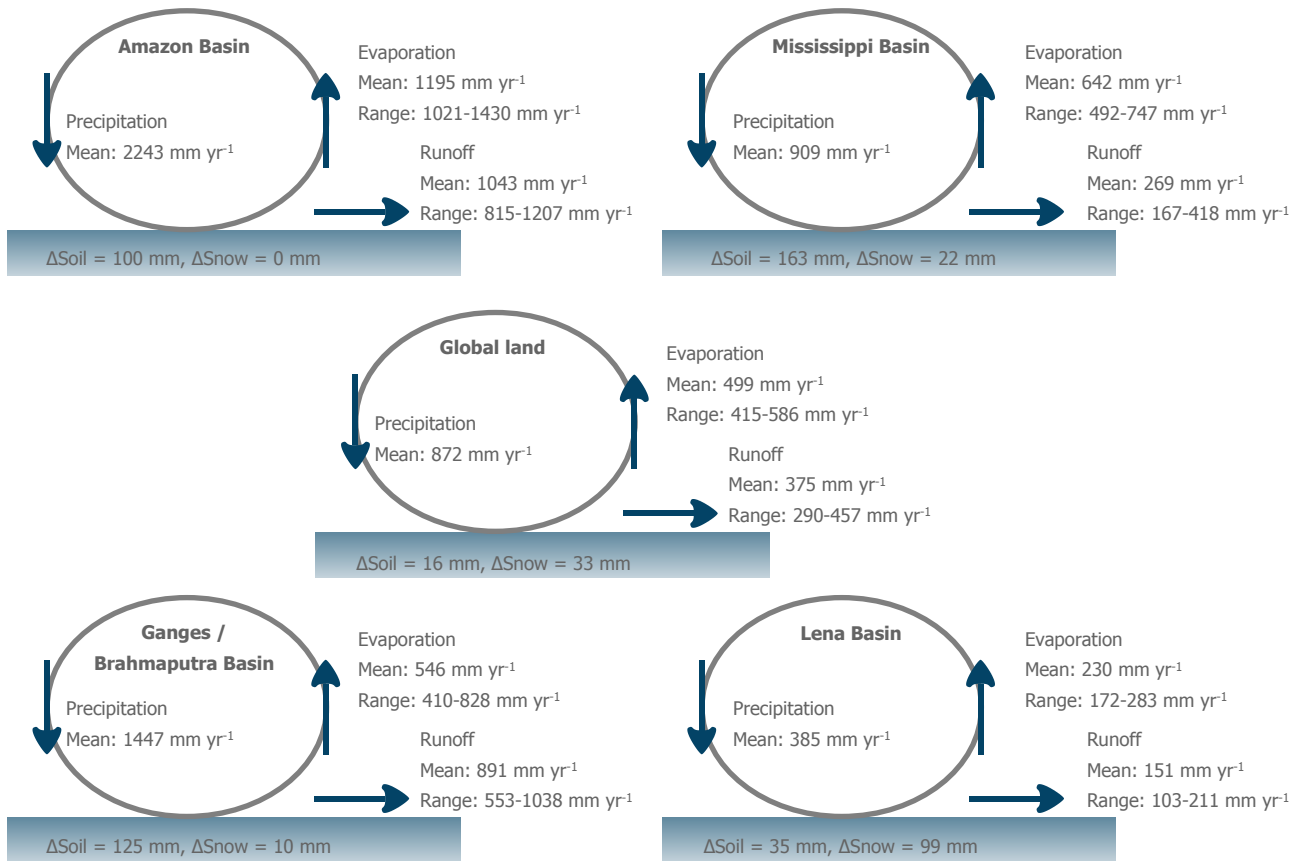 Amazon Basin
Precipitation
Mean: 2243 mm yr⁻¹
Evaporation
Mean: 1195 mm yr⁻¹
Range: 1021-1430 mm yr⁻¹
Runoff
Mean: 1043 mm yr⁻¹
Range: 815-1207 mm yr⁻¹
ΔSoil = 100 mm, ΔSnow = 0 mm
Mississippi Basin
Precipitation
Mean: 909 mm yr⁻¹
Evaporation
Mean: 642 mm yr⁻¹
Range: 492-747 mm yr⁻¹
Runoff
Mean: 269 mm yr⁻¹
Range: 167-418 mm yr⁻¹
ΔSoil = 163 mm, ΔSnow = 22 mm
Global land
Precipitation
Mean: 872 mm yr⁻¹
Evaporation
Mean: 499 mm yr⁻¹
Range: 415-586 mm yr⁻¹
Runoff
Mean: 375 mm yr⁻¹
Range: 290-457 mm yr⁻¹
ΔSoil = 16 mm, ΔSnow = 33 mm
Ganges /
Brahmaputra Basin
Precipitation
Mean: 1447 mm yr⁻¹
Evaporation
Mean: 546 mm yr⁻¹
Range: 410-828 mm yr⁻¹
Runoff
Mean: 891 mm yr⁻¹
Range: 553-1038 mm yr⁻¹
ΔSoil = 125 mm, ΔSnow = 10 mm
Lena Basin
Precipitation
Mean: 385 mm yr⁻¹
Evaporation
Mean: 230 mm yr⁻¹
Range: 172-283 mm yr⁻¹
Runoff
Mean: 151 mm yr⁻¹
Range: 103-211 mm yr⁻¹
ΔSoil = 35 mm, ΔSnow = 99 mm